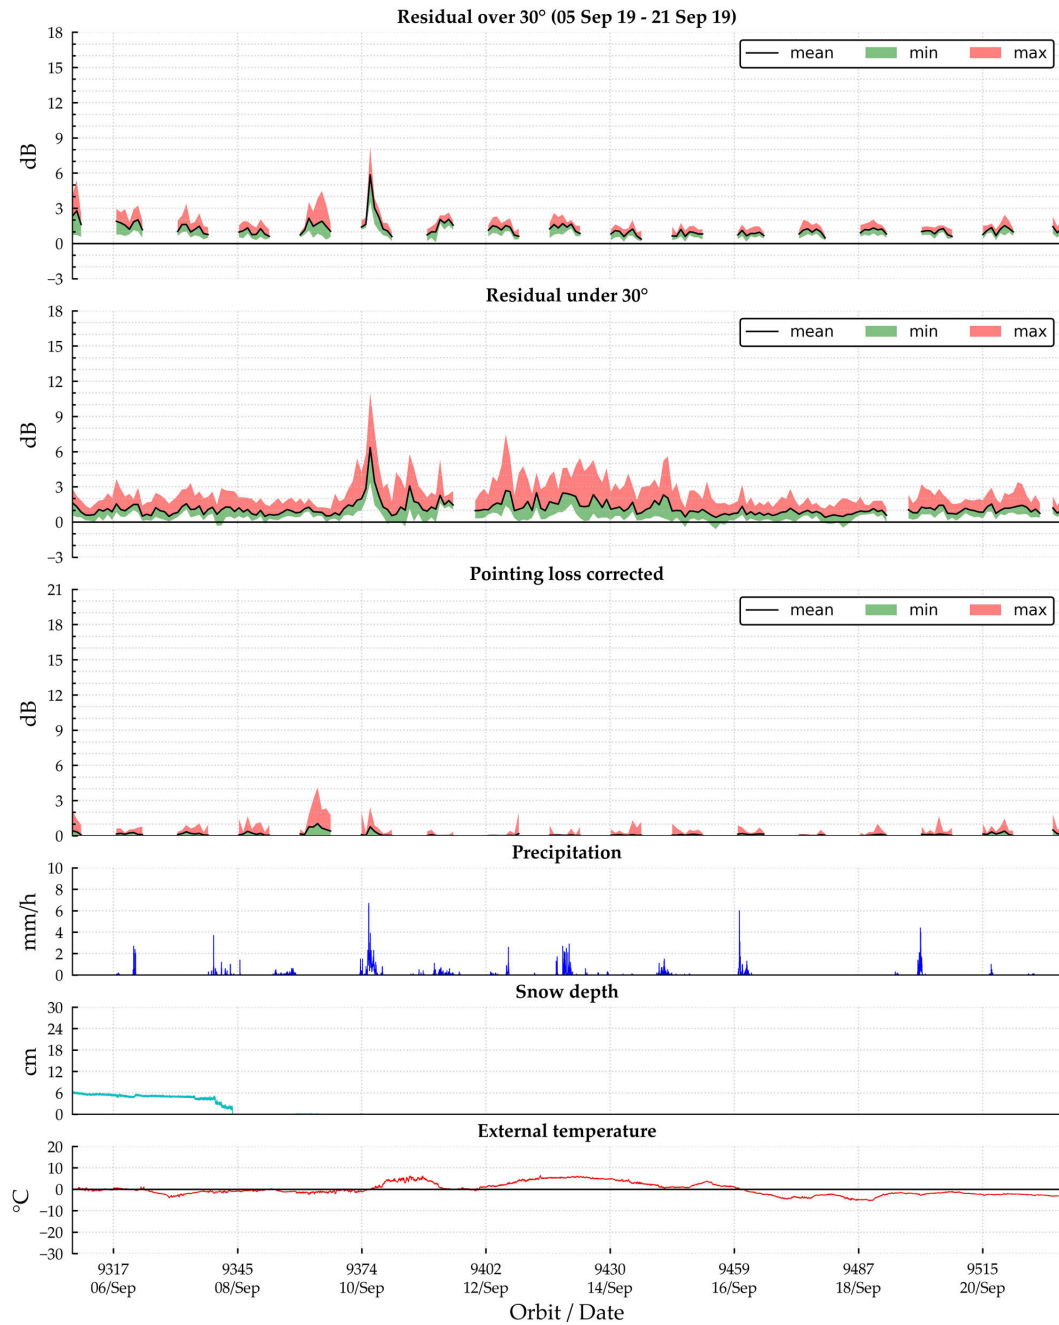 Residual over 30° (05 Sep 19 - 21 Sep 19)
18
15
12
9
6
3
0
−3
dB
mean min max
Residual under 30°
18
15
12
9
6
3
0
−3
dB
mean min max
Pointing loss corrected
21
18
15
12
9
6
3
0
dB
mean min max
Precipitation
10
8
6
4
2
0
mm/h
Snow depth
30
24
18
12
6
0
cm
External temperature
20
10
0
−10
−20
−30
°C
9317 9345 9374 9402 9430 9459 9487 9515
06/Sep 08/Sep 10/Sep 12/Sep 14/Sep 16/Sep 18/Sep 20/Sep
Orbit / Date